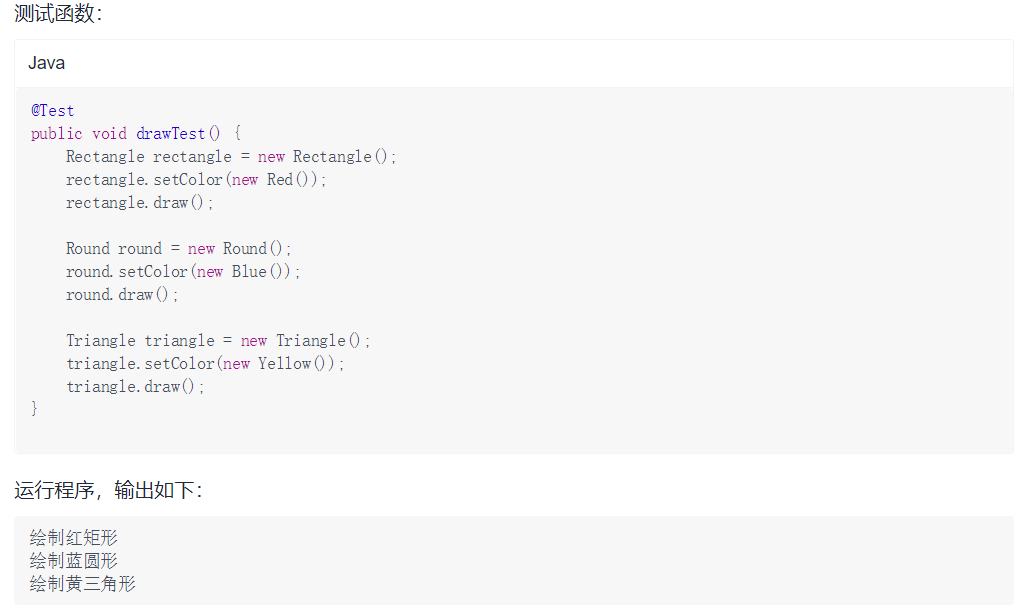 测试函数：
Java
@Test
public void drawTest() {
    Rectangle rectangle = new Rectangle();
    rectangle.setColor(new Red());
    rectangle.draw();

    Round round = new Round();
    round.setColor(new Blue());
    round.draw();

    Triangle triangle = new Triangle();
    triangle.setColor(new Yellow());
    triangle.draw();
}
运行程序，输出如下：
绘制红矩形
绘制蓝圆形
绘制黄三角形